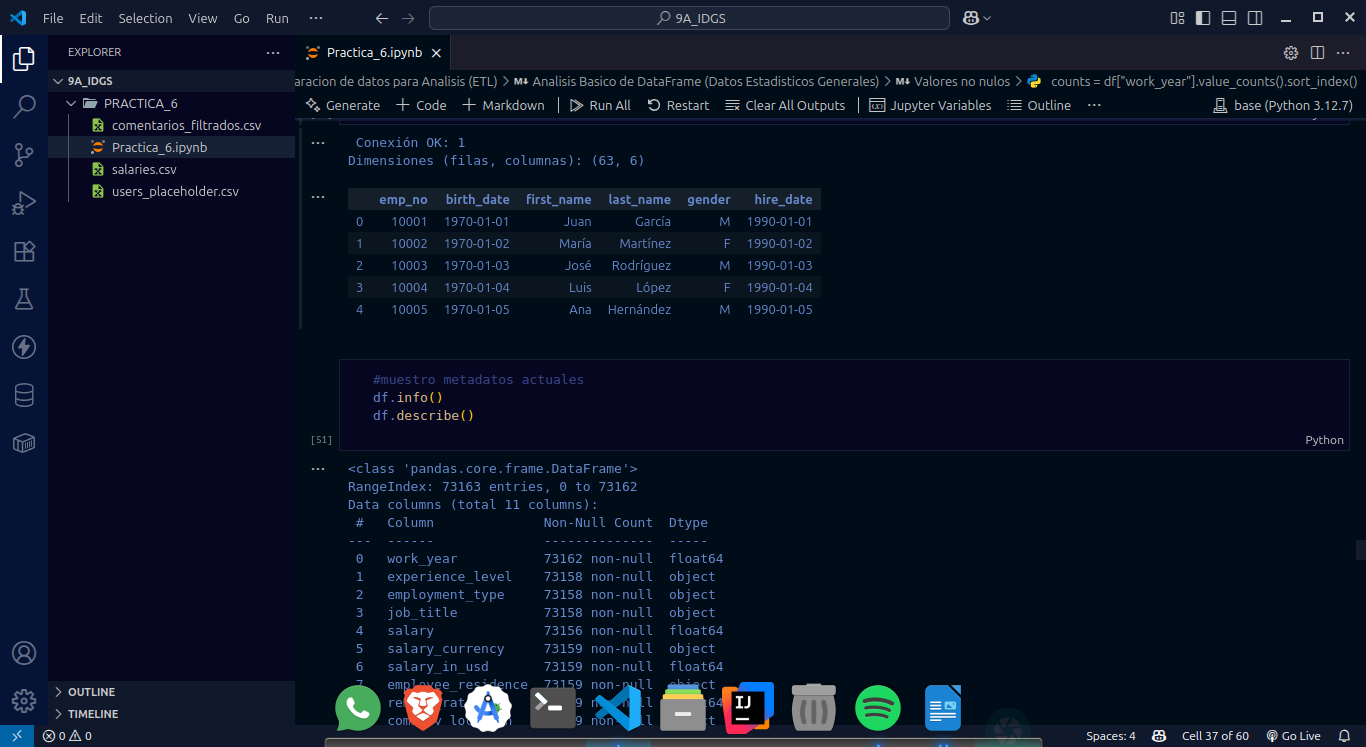 File Edit Selection View Go Run ··· 9A_IDGS
EXPLORER ···
9A_IDGS
PRACTICA_6
comentarios_filtrados.csv
Practica_6.ipynb
salaries.csv
users_placeholder.csv
OUTLINE
TIMELINE
Practica_6.ipynb
aracion de datos para Analisis (ETL) > M↓ Analisis Basico de DataFrame (Datos Estadisticos Generales) > M↓ Valores no nulos > counts = df["work_year"].value_counts().sort_index()
Generate + Code + Markdown Run All Restart Clear All Outputs Jupyter Variables Outline ··· base (Python 3.12.7)
Conexión OK: 1
Dimensiones (filas, columnas): (63, 6)
emp_no birth_date first_name last_name gender hire_date
0 10001 1970-01-01 Juan García M 1990-01-01
1 10002 1970-01-02 María Martínez F 1990-01-02
2 10003 1970-01-03 José Rodríguez M 1990-01-03
3 10004 1970-01-04 Luis López F 1990-01-04
4 10005 1970-01-05 Ana Hernández M 1990-01-05
#muestro metadatos actuales
df.info()
df.describe()
[51] Python
<class 'pandas.core.frame.DataFrame'>
RangeIndex: 73163 entries, 0 to 73162
Data columns (total 11 columns):
# Column Non-Null Count Dtype
--- ------ -------------- -----
0 work_year 73162 non-null float64
1 experience_level 73158 non-null object
2 employment_type 73158 non-null object
3 job_title 73158 non-null object
4 salary 73156 non-null float64
5 salary_currency 73159 non-null object
6 salary_in_usd 73159 non-null float64
7 employee_residence 73159 non-null object
IJ
0 0 Spaces: 4 Cell 37 of 60 Go Live